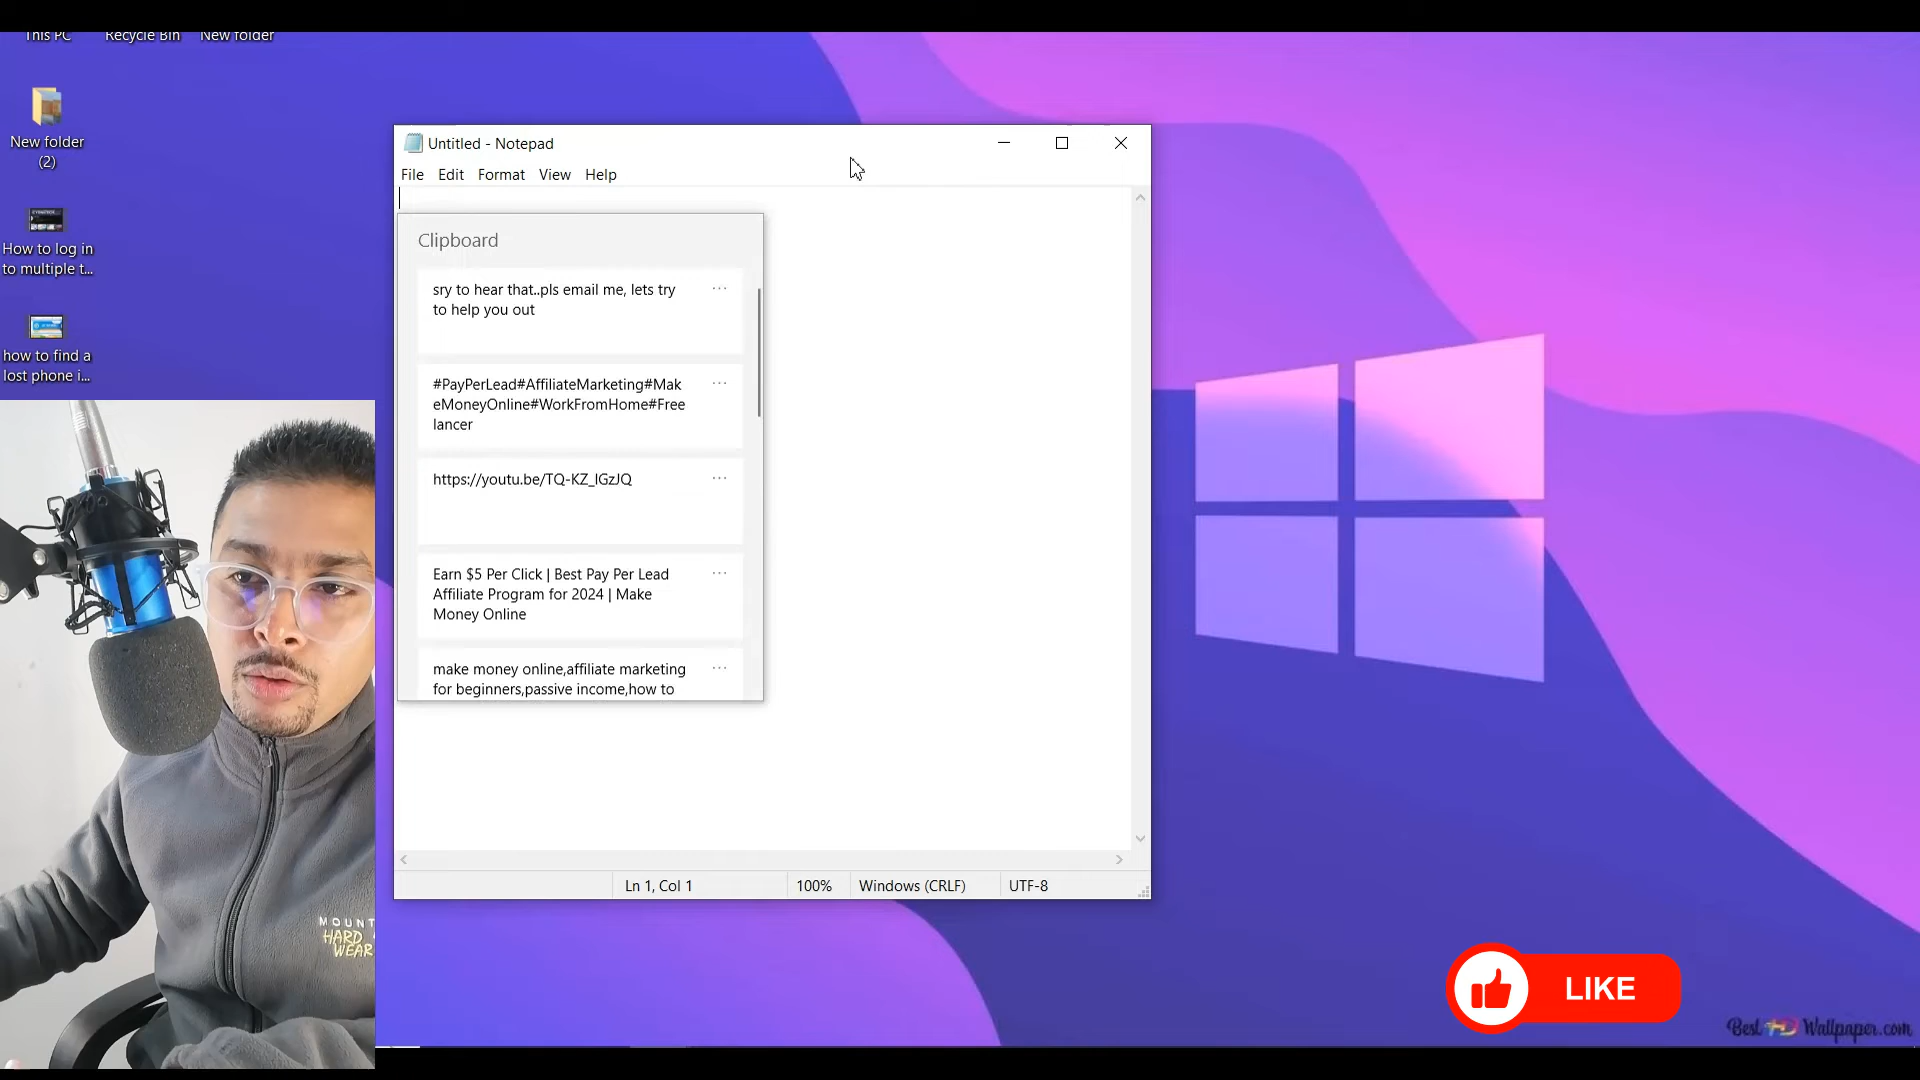 This PC
Recycle Bin
New folder
New folder
(2)
How to log in
to multiple t...
how to find a
lost phone i...
Untitled - Notepad
File Edit Format View Help
Clipboard
sry to hear that..pls email me, lets try
to help you out
#PayPerLead#AffiliateMarketing#Mak
eMoneyOnline#WorkFromHome#Free
lancer
https://youtu.be/TQ-KZ_IGzJQ
Earn $5 Per Click | Best Pay Per Lead
Affiliate Program for 2024 | Make
Money Online
make money online,affiliate marketing
for beginners,passive income,how to
Ln 1, Col 1
100%
Windows (CRLF)
UTF-8
MOUNT
HARD
WEAR
LIKE
Best HD Wallpaper.com